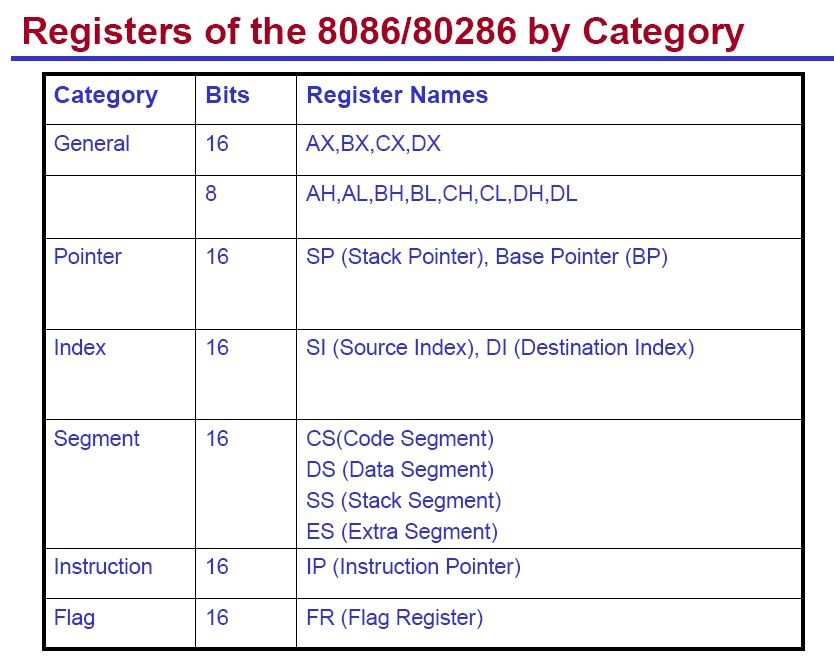 Registers of the 8086/80286 by Category
Category Bits Register Names
General 16 AX,BX,CX,DX
8 AH,AL,BH,BL,CH,CL,DH,DL
Pointer 16 SP (Stack Pointer), Base Pointer (BP)
Index 16 SI (Source Index), DI (Destination Index)
Segment 16 CS(Code Segment)
DS (Data Segment)
SS (Stack Segment)
ES (Extra Segment)
Instruction 16 IP (Instruction Pointer)
Flag 16 FR (Flag Register)